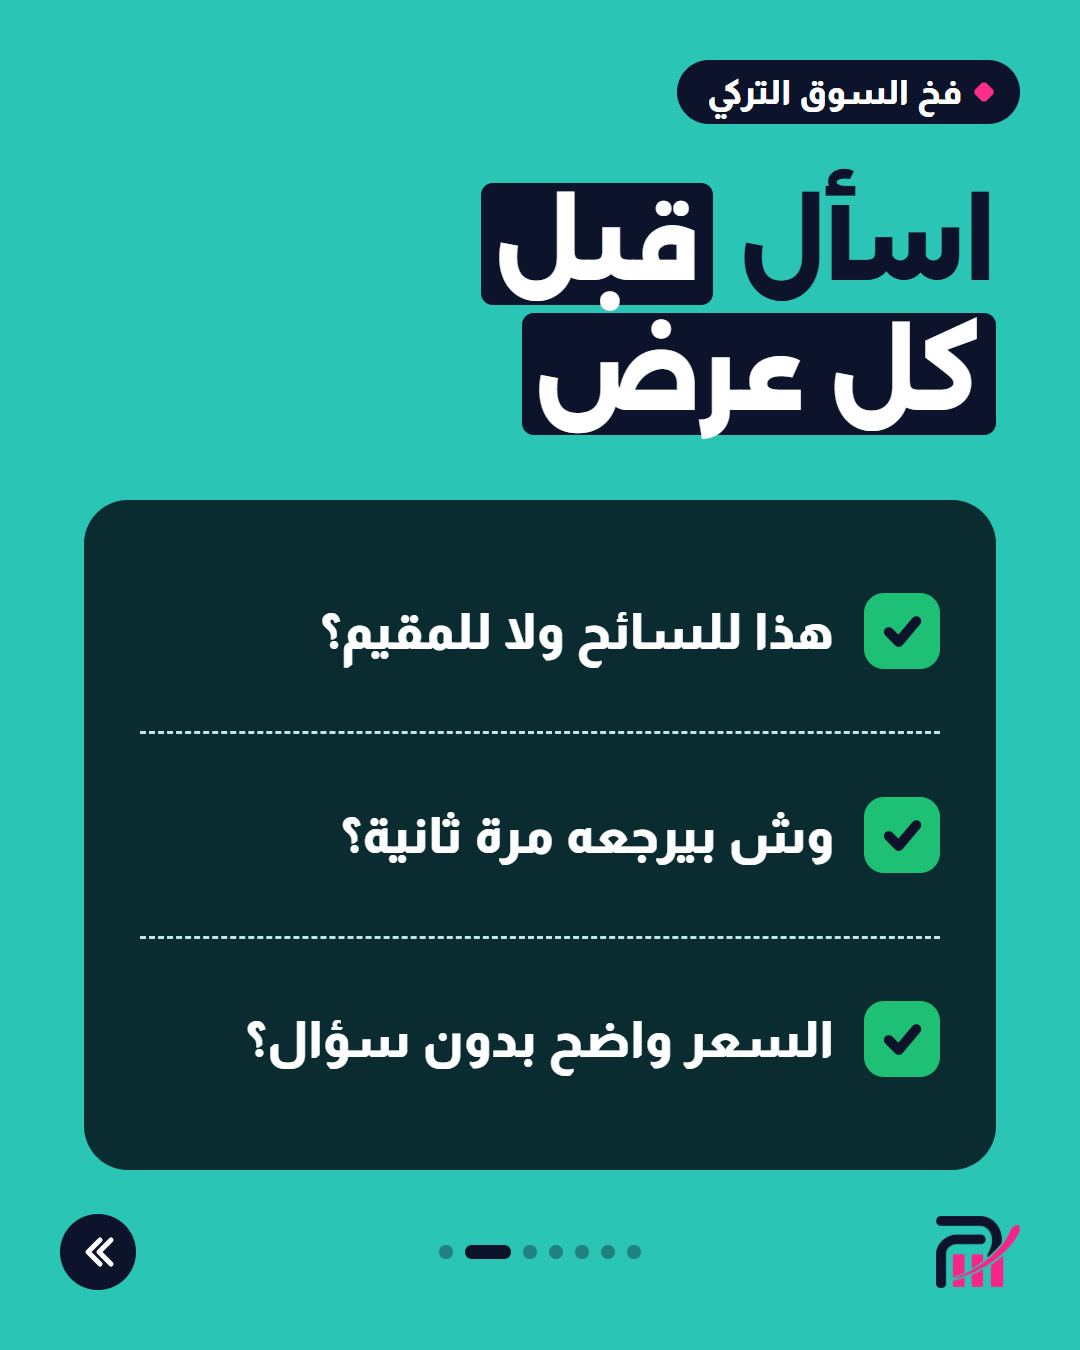 فخ السوق التركي
اسأل قبل
كل عرض
هذا للسائح ولا للمقيم؟
وش بيرجعه مرة ثانية؟
السعر واضح بدون سؤال؟